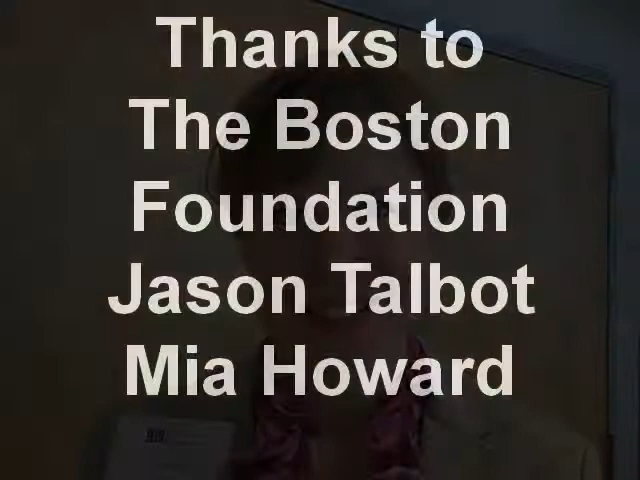 Thanks to
The Boston
Foundation
Jason Talbot
Mia Howard